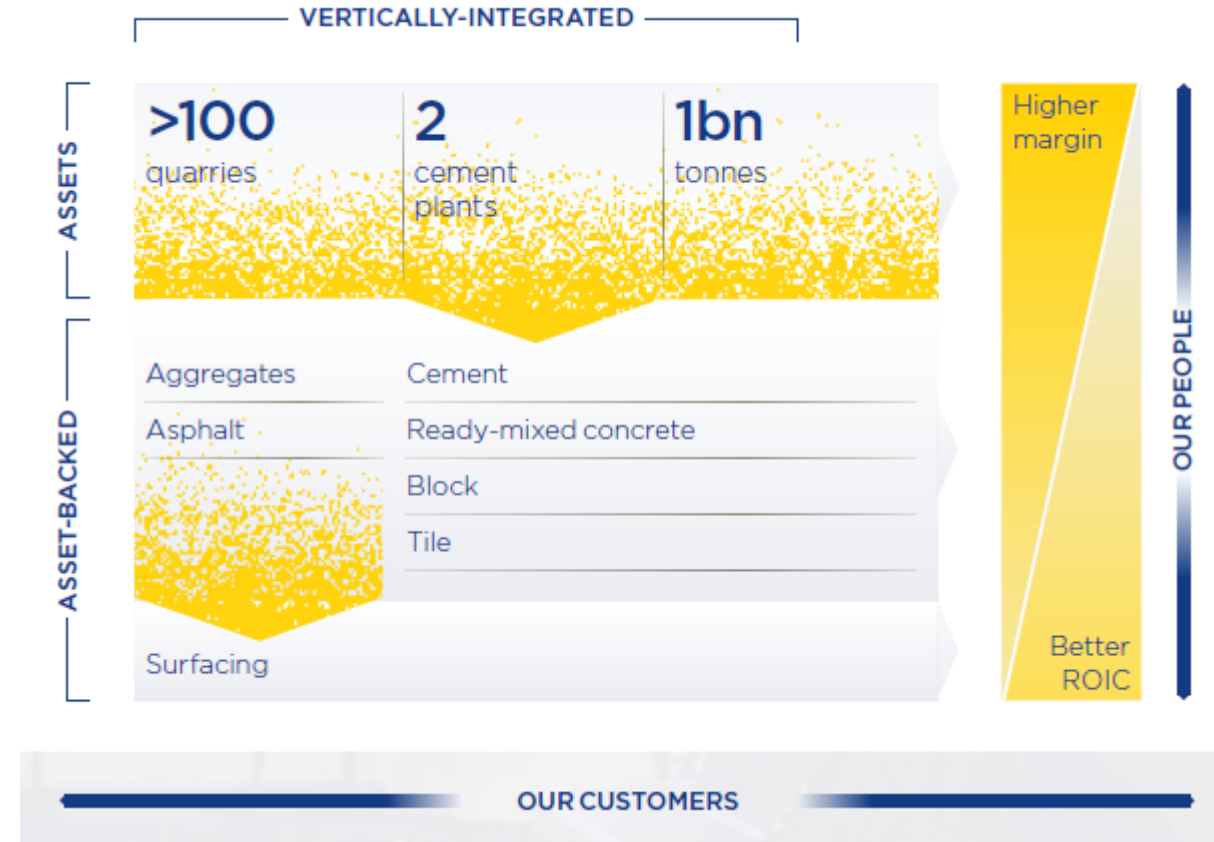 VERTICALLY-INTEGRATED
ASSETS
>100
quarries
2
cement
plants
1bn
tonnes
Higher
margin
ASSET-BACKED
Aggregates
Asphalt
Cement
Ready-mixed concrete
Block
Tile
Surfacing
Better
ROIC
OUR PEOPLE
OUR CUSTOMERS